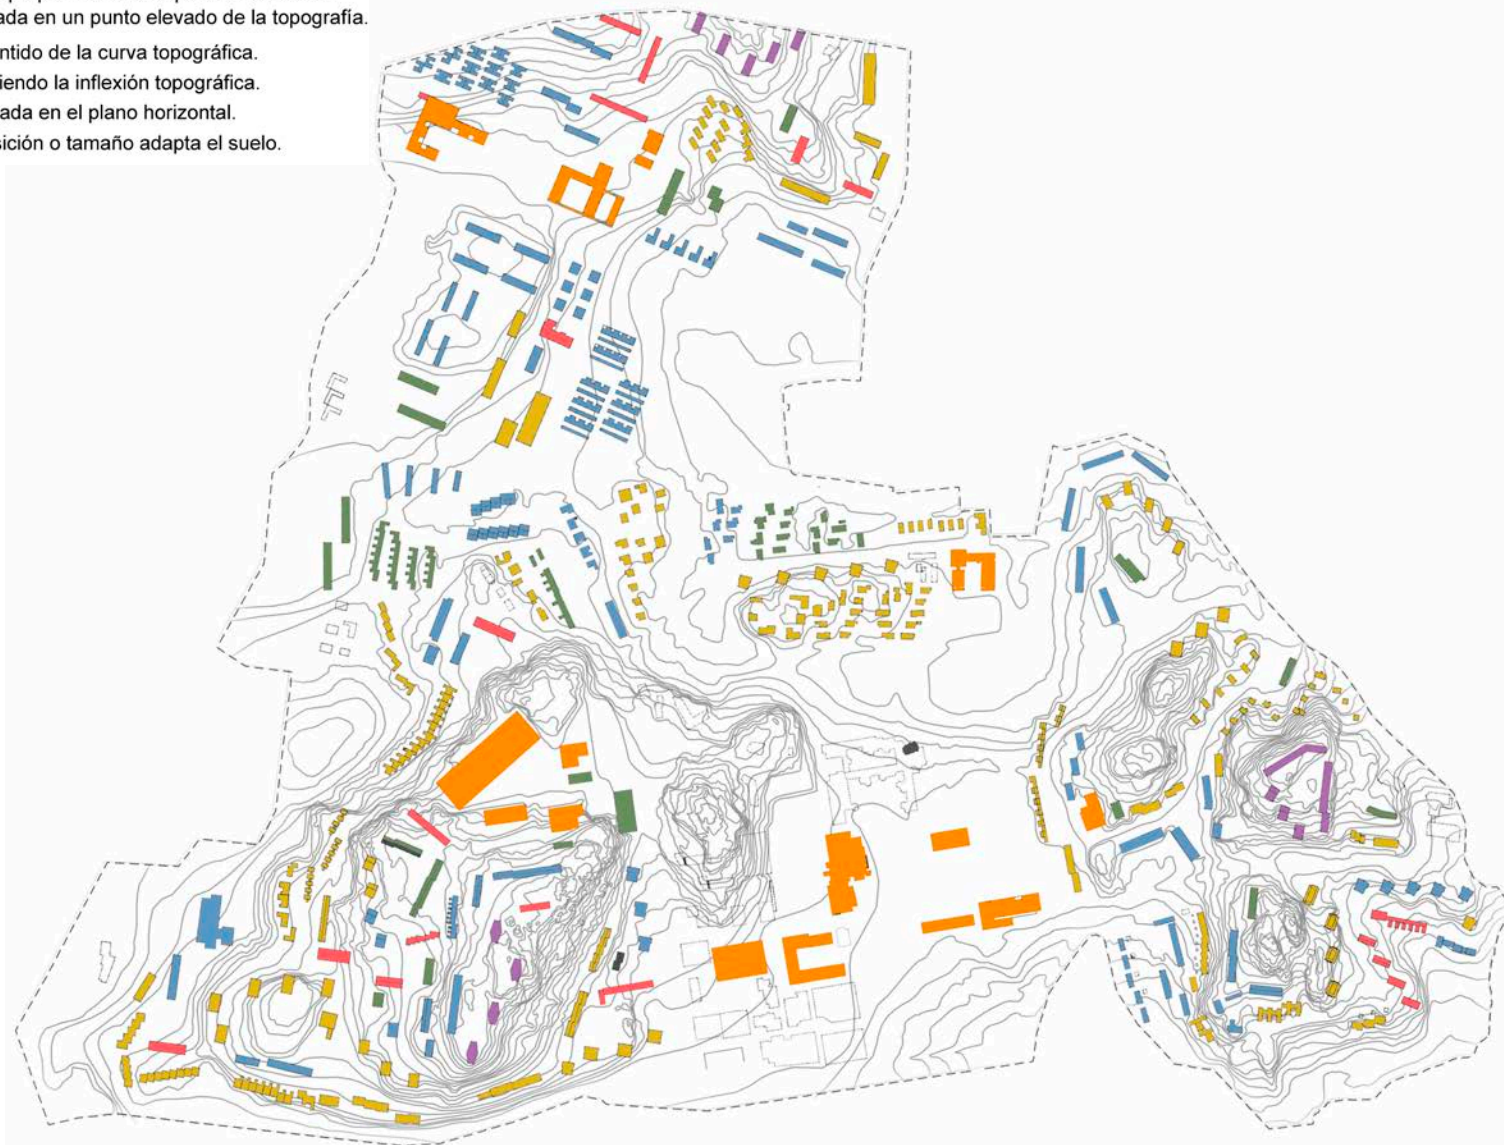 ada en un punto elevado de la topografía.
ntido de la curva topográfica.
iendo la inflexión topográfica.
ada en el plano horizontal.
sición o tamaño adapta el suelo.